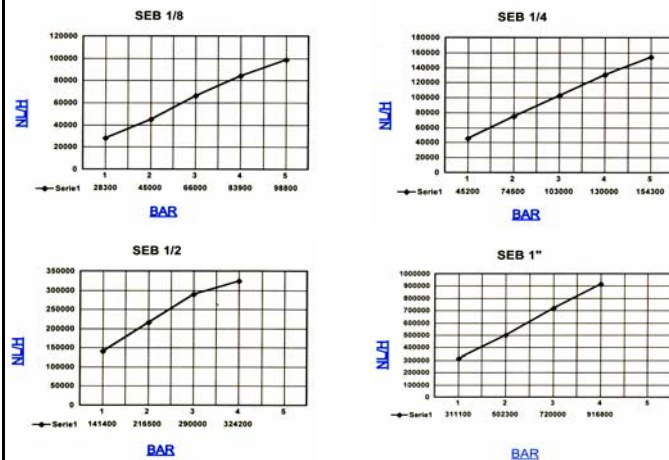 SEB 1/8
120000
100000
80000
60000
40000
20000
0
NL/H
1 2 3 4 5
Serie1 28300 45000 66000 83900 98800
BAR
SEB 1/4
180000
160000
140000
120000
100000
80000
60000
40000
20000
0
NL/H
1 2 3 4 5
Serie1 45200 74500 103000 130000 154300
BAR
SEB 1/2
350000
300000
250000
200000
150000
100000
50000
0
NL/H
1 2 3 4 5
Serie1 141400 216500 290000 324200
BAR
SEB 1"
1000000
900000
800000
700000
600000
500000
400000
300000
200000
100000
0
NL/H
1 2 3 4 5
Serie1 311100 502300 720000 916800
BAR